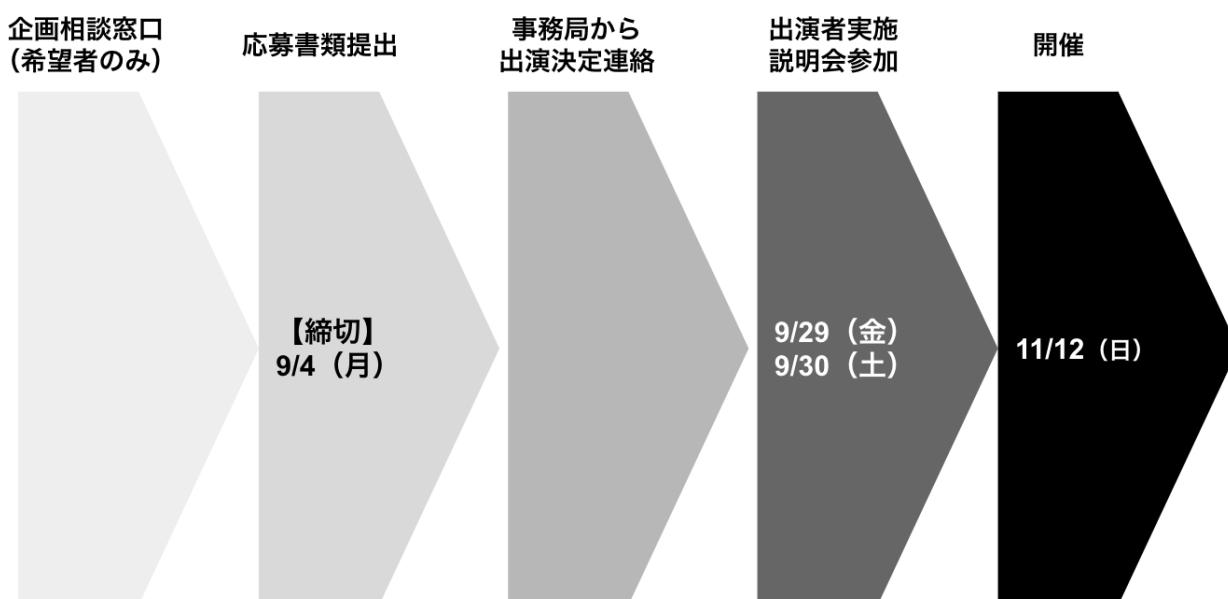 企画相談窓口
（希望者のみ）
応募書類提出
事務局から
出演決定連絡
出演者実施
説明会参加
開催
【締切】
9/4（月）
9/29（金）
9/30（土）
11/12（日）